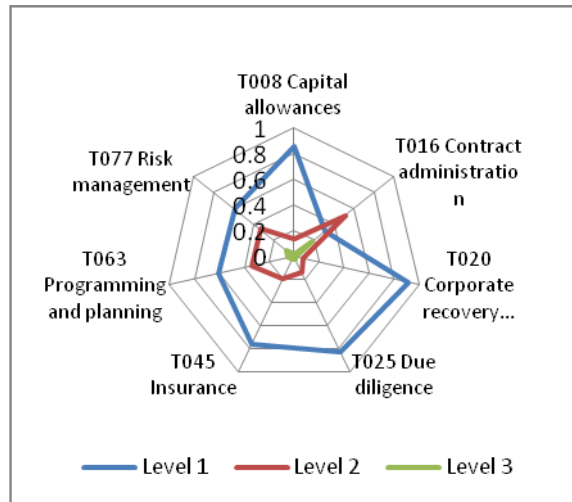 T008 Capital
allowances
T016 Contract
administratio
n
T020
Corporate
recovery...
T025 Due
diligence
T045
Insurance
T063
Programming
and planning
T077 Risk
management
1
0.8
0.6
0.4
0.2
0
Level 1
Level 2
Level 3